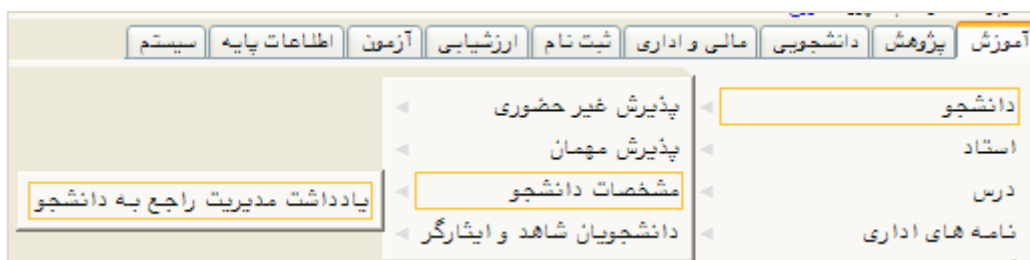 آموزش پژوهش دانشجویی مالی و اداری ثبت نام ارزشیابی آزمون اطلاعات پایه سیستم
دانشجو
استاد
درس
نامه های اداری
پذیرش غیر حضوری
پذیرش مهمان
مشخصات دانشجو
دانشجویان شاهد و ایثارگر
یادداشت مدیریت راجع به دانشجو